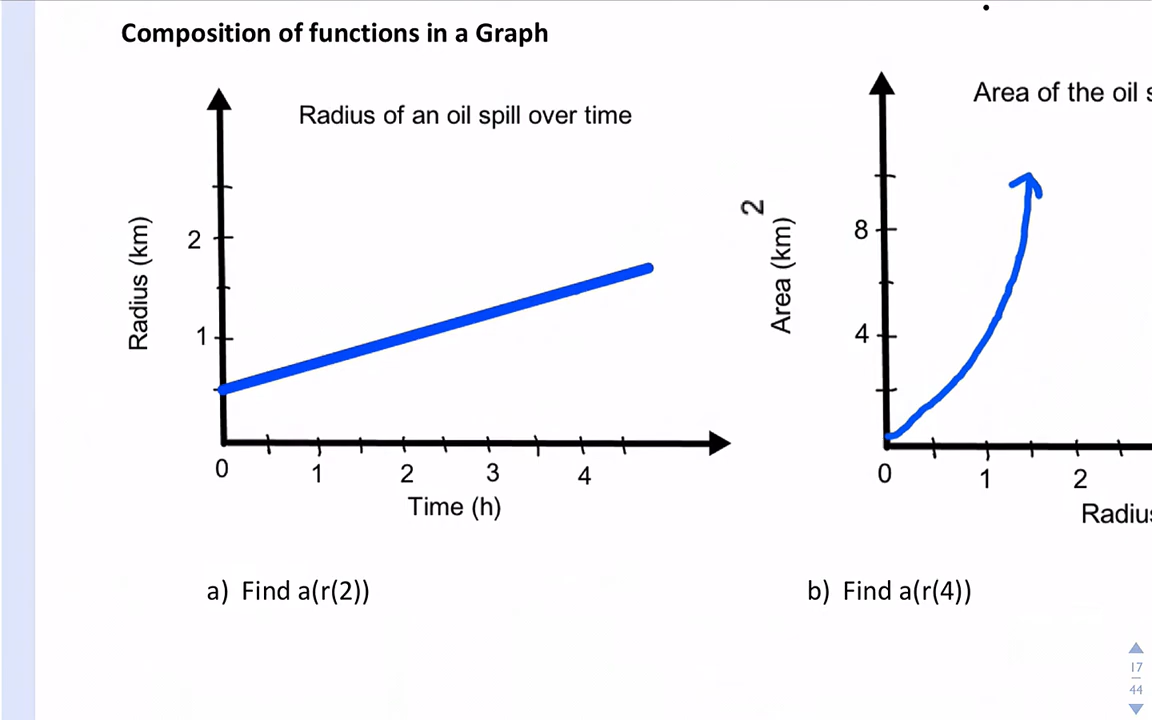 Composition of functions in a Graph
Radius of an oil spill over time
Radius (km)
2
1
0
1
2
3
4
Time (h)
Area of the oil s
2
Area (km)
8
4
0
1
2
Radius
a) Find a(r(2))
b) Find a(r(4))
17
44